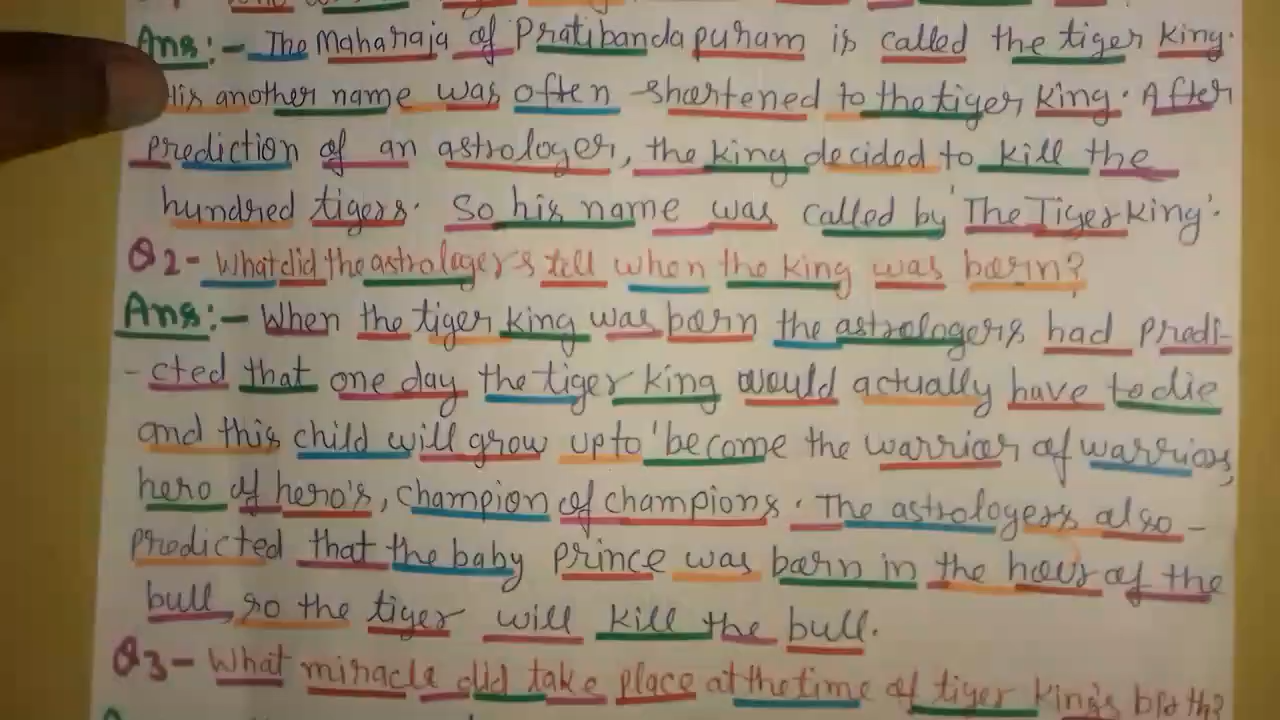 Ans:- The Maharaja of Pratibandapuram is called the tiger king.
His another name was often shortened to the tiger king. After
prediction of an astrologer, the king decided to kill the
hundred tigers. So his name was called by 'The Tiger King'.
Q2- What did the astrologer's tell when the king was born?
Ans:- When the tiger king was born the astrologers had predi-
-cted that one day the tiger king would actually have to die
and this child will grow up to 'become the warrior of warriors,
hero of hero's, champion of champions. The astrologers also -
predicted that the baby prince was born in the hour of the
bull, so the tiger will kill the bull.
Q3- What miracle did take place at the time of tiger king's birth?